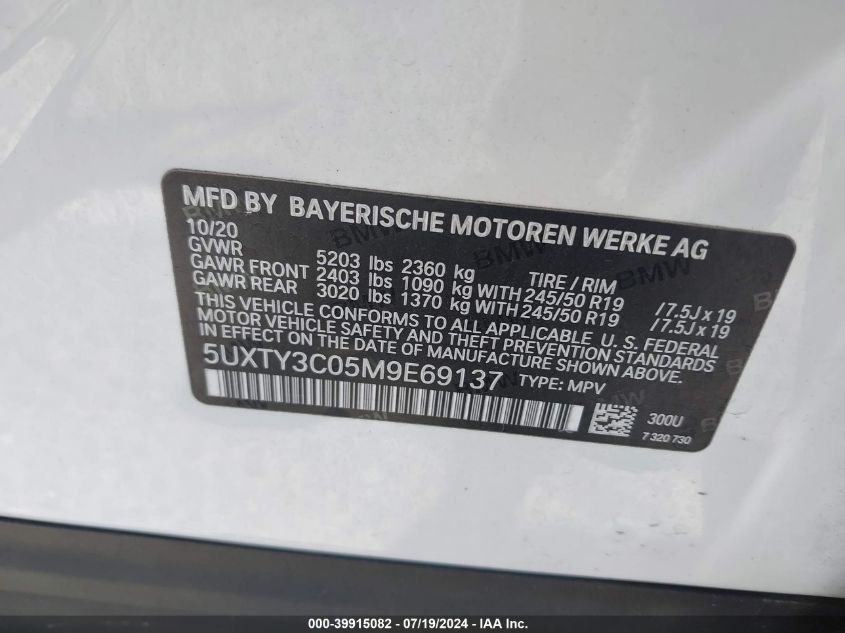 MFD BY BAYERISCHE MOTOREN WERKE AG
10/20
GVWR 5203 lbs 2360 kg TIRE / RIM
GAWR FRONT 2403 lbs 1090 kg WITH 245/50 R19 / 7.5J x 19
GAWR REAR 3020 lbs 1370 kg WITH 245/50 R19 / 7.5J x 19
THIS VEHICLE CONFORMS TO ALL APPLICABLE U. S. FEDERAL
MOTOR VEHICLE SAFETY AND THEFT PREVENTION STANDARDS
IN EFFECT ON THE DATE OF MANUFACTURE SHOWN ABOVE.
5UXTY3C05M9E69137 TYPE: MPV
300U
7 320 730
000-39915082 - 07/19/2024 - IAA Inc.